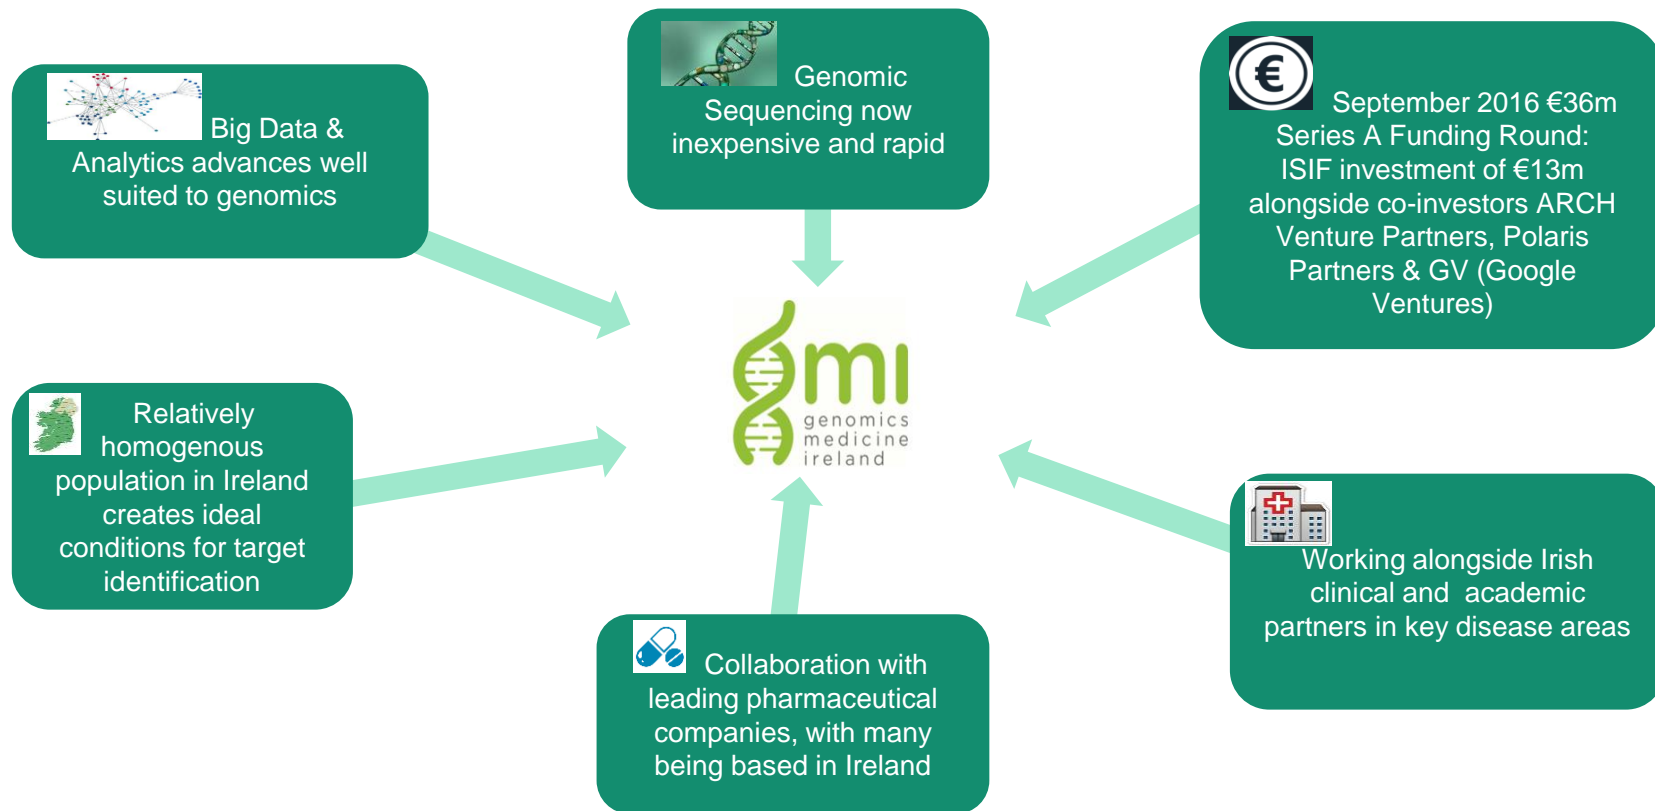 Genomic
Sequencing now
inexpensive and rapid
Big Data &
Analytics advances well
suited to genomics
€
September 2016 €36m
Series A Funding Round:
ISIF investment of €13m
alongside co-investors ARCH
Venture Partners, Polaris
Partners & GV (Google
Ventures)
gmi
genomics
medicine
ireland
Relatively
homogenous
population in Ireland
creates ideal
conditions for target
identification
Working alongside Irish
clinical and academic
partners in key disease areas
Collaboration with
leading pharmaceutical
companies, with many
being based in Ireland